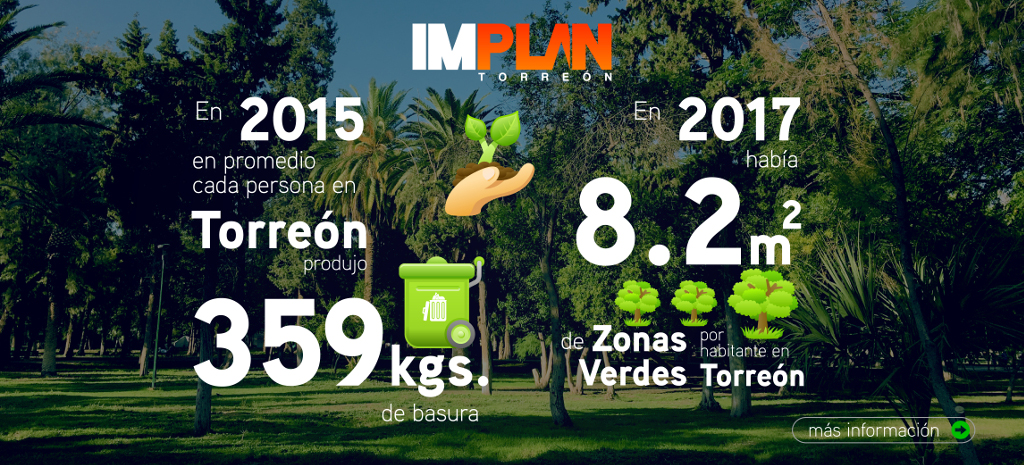 IMPLAN
TORREÓN
En 2015
en promedio
cada persona en
Torreón
produjo
359 kgs.
de basura
En 2017
había
8.2 m²
de Zonas Verdes
por habitante en
Torreón
más información